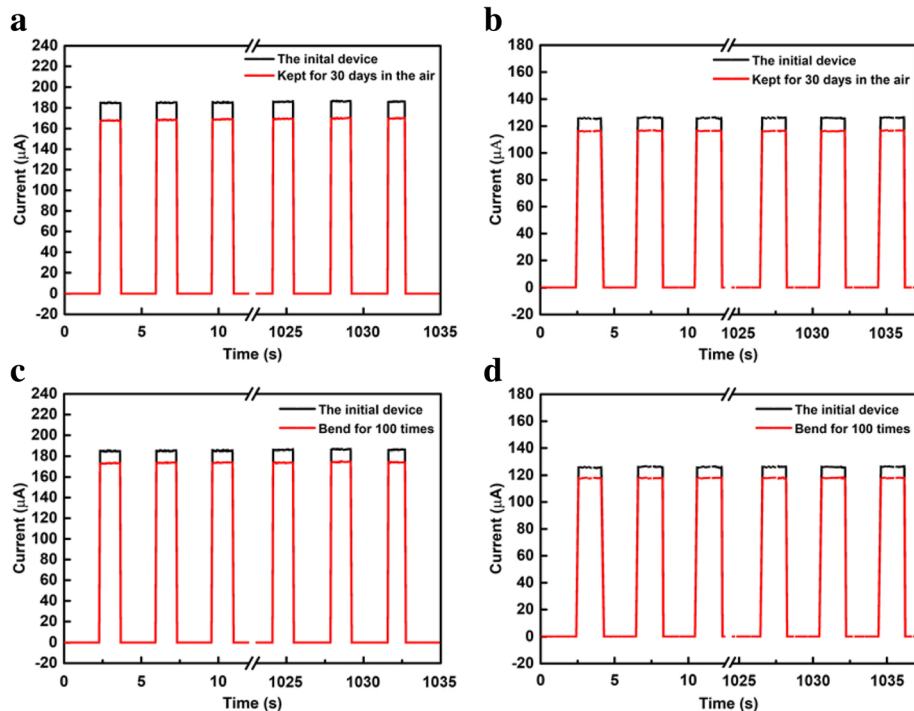 a
240
220
200
180
160
140
120
100
80
60
40
20
0
-20
Current (μA)
The inital device
Kept for 30 days in the air
0 5 10 1025 1030 1035
Time (s)
b
180
160
140
120
100
80
60
40
20
0
-20
Current (μA)
The initial device
Kept for 30 days in the air
0 5 10 1025 1030 1035
Time (s)
c
240
220
200
180
160
140
120
100
80
60
40
20
0
-20
Current (μA)
The initial device
Bend for 100 times
0 5 10 1025 1030 1035
Time (s)
d
180
160
140
120
100
80
60
40
20
0
-20
Current (μA)
The initial device
Bend for 100 times
0 5 10 1025 1030 1035
Time (s)